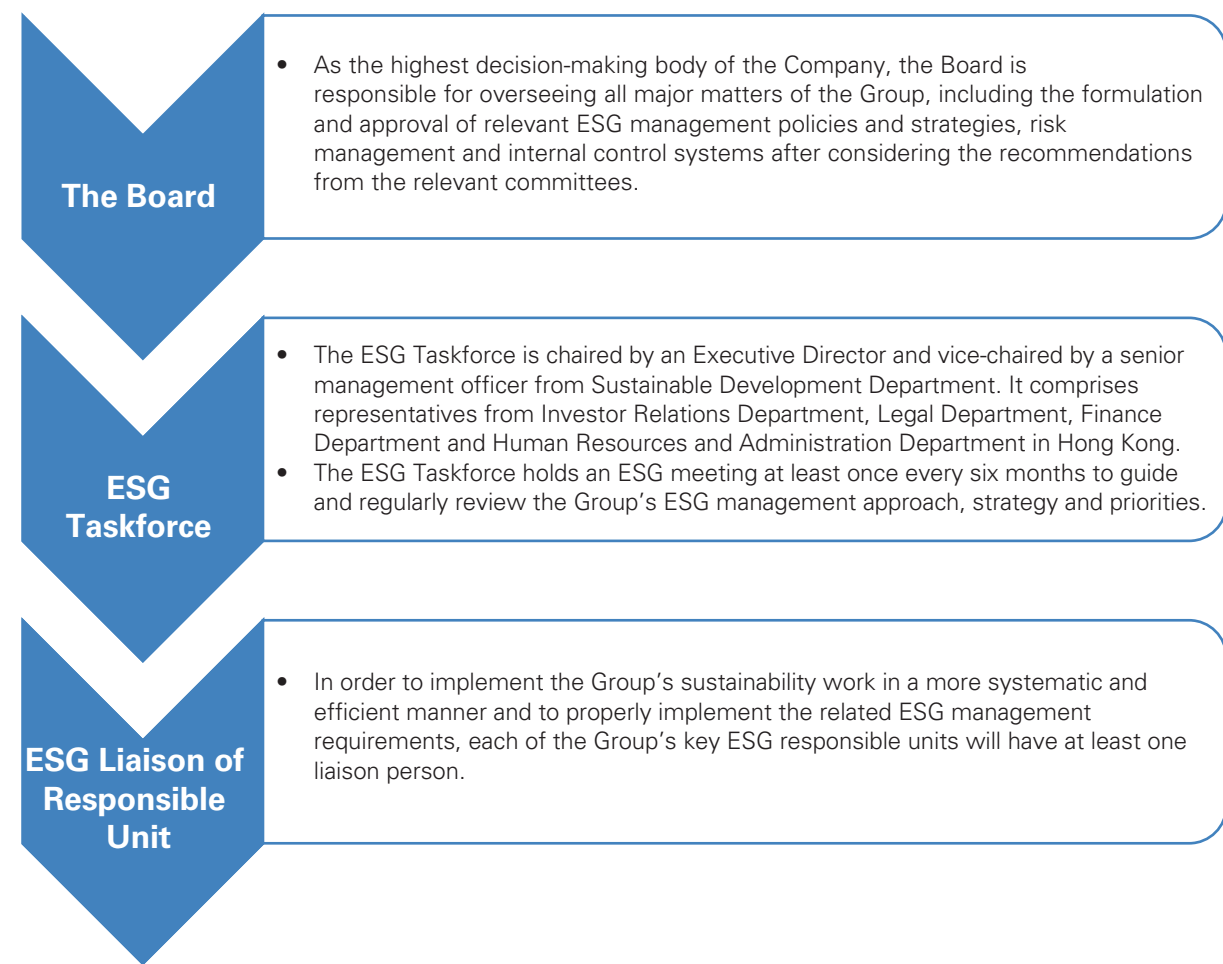 The Board
• As the highest decision-making body of the Company, the Board is
responsible for overseeing all major matters of the Group, including the formulation
and approval of relevant ESG management policies and strategies, risk
management and internal control systems after considering the recommendations
from the relevant committees.
ESG
Taskforce
• The ESG Taskforce is chaired by an Executive Director and vice-chaired by a senior
management officer from Sustainable Development Department. It comprises
representatives from Investor Relations Department, Legal Department, Finance
Department and Human Resources and Administration Department in Hong Kong.
• The ESG Taskforce holds an ESG meeting at least once every six months to guide
and regularly review the Group’s ESG management approach, strategy and priorities.
ESG Liaison of
Responsible
Unit
• In order to implement the Group’s sustainability work in a more systematic and
efficient manner and to properly implement the related ESG management
requirements, each of the Group’s key ESG responsible units will have at least one
liaison person.